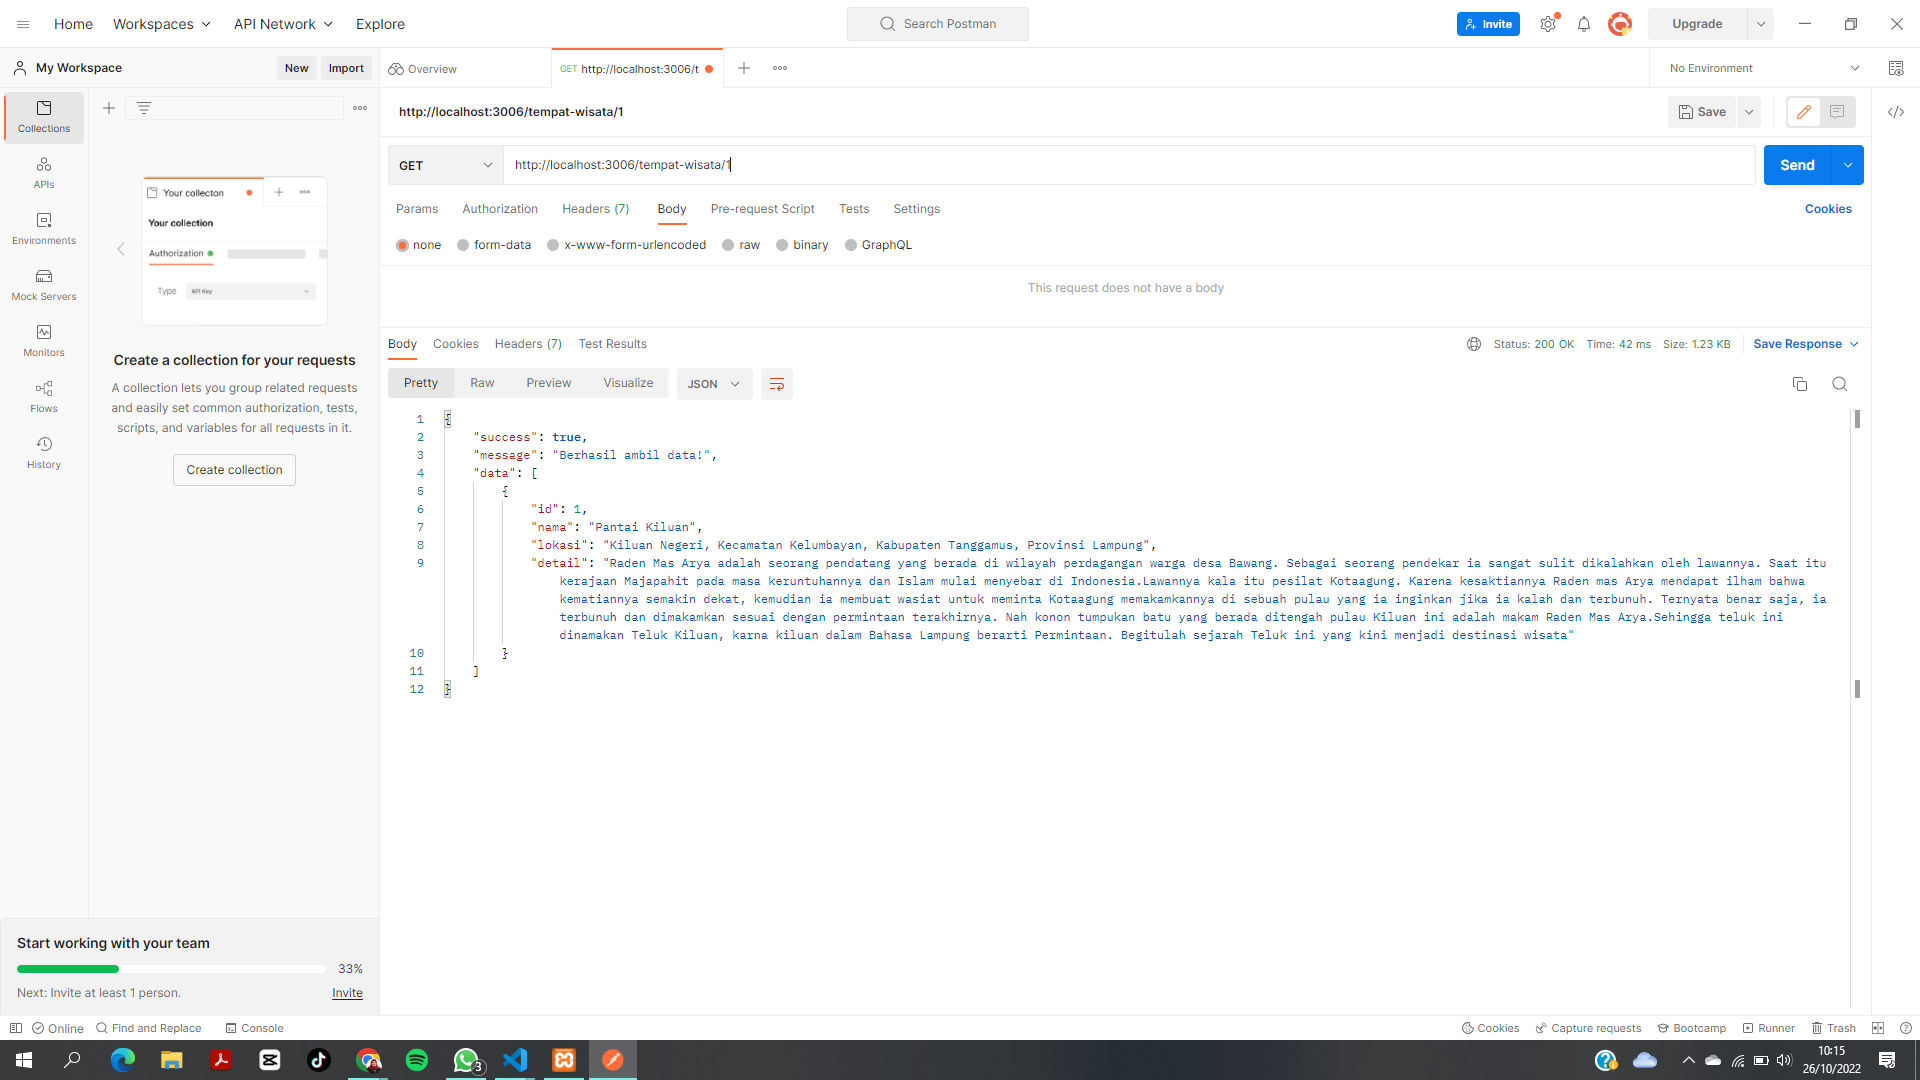 Home
Workspaces
API Network
Explore
Search Postman
Invite
Upgrade
My Workspace
New
Import
Overview
GET http://localhost:3006/t
No Environment
http://localhost:3006/tempat-wisata/1
Save
GET
http://localhost:3006/tempat-wisata/1
Send
Params
Authorization
Headers (7)
Body
Pre-request Script
Tests
Settings
Cookies
none
form-data
x-www-form-urlencoded
raw
binary
GraphQL
This request does not have a body
Collections
APIs
Environments
Mock Servers
Monitors
Flows
History
Your collecton
Your collection
Authorization
Type
API Key
Create a collection for your requests
A collection lets you group related requests
and easily set common authorization, tests,
scripts, and variables for all requests in it.
Create collection
Body
Cookies
Headers (7)
Test Results
Status: 200 OK
Time: 42 ms
Size: 1.23 KB
Save Response
Pretty
Raw
Preview
Visualize
JSON
1 {
2 "success": true,
3 "message": "Berhasil ambil data!",
4 "data": [
5 {
6 "id": 1,
7 "nama": "Pantai Kiluan",
8 "lokasi": "Kiluan Negeri, Kecamatan Kelumbayan, Kabupaten Tanggamus, Provinsi Lampung",
9 "detail": "Raden Mas Arya adalah seorang pendatang yang berada di wilayah perdagangan warga desa Bawang. Sebagai seorang pendekar ia sangat sulit dikalahkan oleh lawannya. Saat itu
kerajaan Majapahit pada masa keruntuhannya dan Islam mulai menyebar di Indonesia.Lawannya kala itu pesilat Kotaagung. Karena kesaktiannya Raden mas Arya mendapat ilham bahwa
kematiannya semakin dekat, kemudian ia membuat wasiat untuk meminta Kotaagung memakamkannya di sebuah pulau yang ia inginkan jika ia kalah dan terbunuh. Ternyata benar saja, ia
terbunuh dan dimakamkan sesuai dengan permintaan terakhirnya. Nah konon tumpukan batu yang berada ditengah pulau Kiluan ini adalah makam Raden Mas Arya.Sehingga teluk ini
dinamakan Teluk Kiluan, karna kiluan dalam Bahasa Lampung berarti Permintaan. Begitulah sejarah Teluk ini yang kini menjadi destinasi wisata"
10 }
11 ]
12 }
Start working with your team
33%
Next: Invite at least 1 person.
Invite
Online
Find and Replace
Console
Cookies
Capture requests
Bootcamp
Runner
Trash
3
10:15
26/10/2022